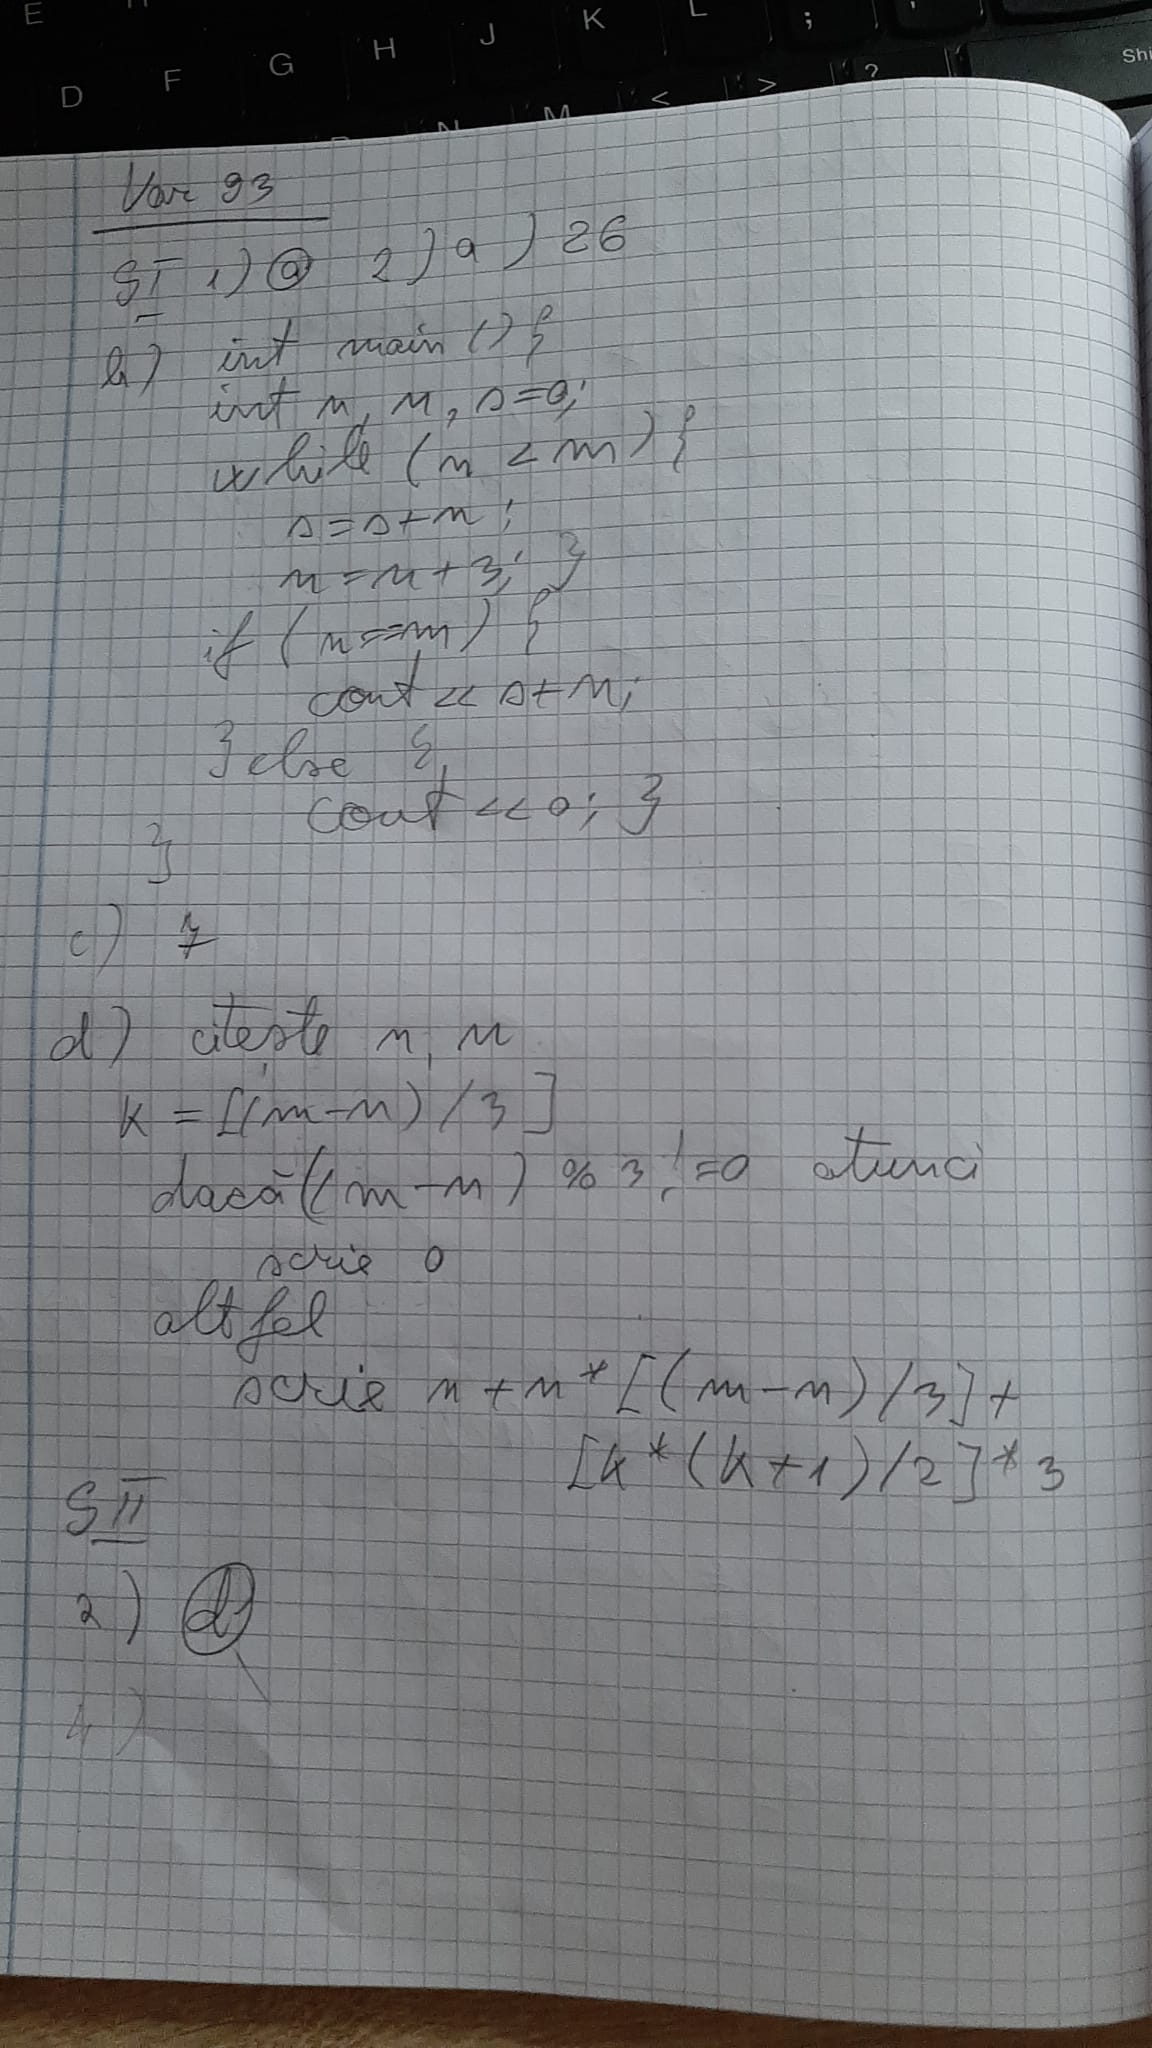 E
K
L
;
D
F
G
H
J
Shi
N
M
<
>
?
Var 93
SI 1) a 2) a) 26
b) int main () {
int n, m, s=0;
while (n < m) {
s=s+n;
n=n+3; }
if (n==m) {
cout << s+n;
} else {
cout << 0; }
}
c) 7
d) citește n, m
k = [(m-n)/3]
dacă ((m-n) % 3 != 0 atunci
scrie 0
altfel
scrie n+n*[(m-n)/3]+
[k*(k+1)/2]*3
SII
2) d
4)